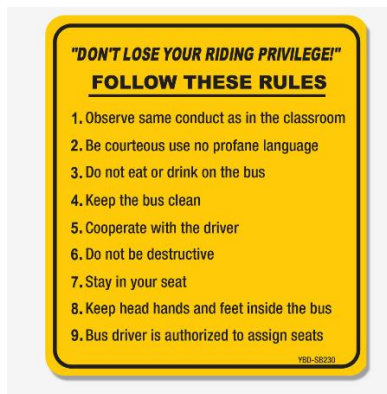 "DON'T LOSE YOUR RIDING PRIVILEGE!"
FOLLOW THESE RULES
1. Observe same conduct as in the classroom
2. Be courteous use no profane language
3. Do not eat or drink on the bus
4. Keep the bus clean
5. Cooperate with the driver
6. Do not be destructive
7. Stay in your seat
8. Keep head hands and feet inside the bus
9. Bus driver is authorized to assign seats
YBD-SB230